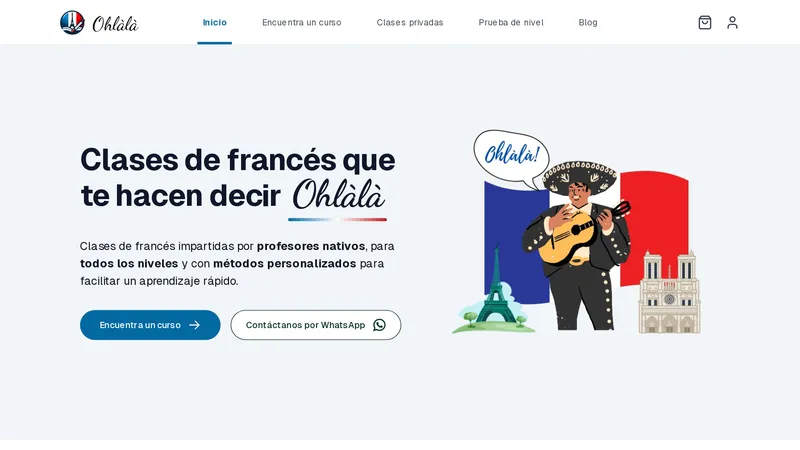 Ohlàlà
Inicio
Encuentra un curso
Clases privadas
Prueba de nivel
Blog
Clases de francés que
te hacen decir Ohlàlà
Clases de francés impartidas por profesores nativos, para
todos los niveles y con métodos personalizados para
facilitar un aprendizaje rápido.
Encuentra un curso
Contáctanos por WhatsApp
Ohlàlà!